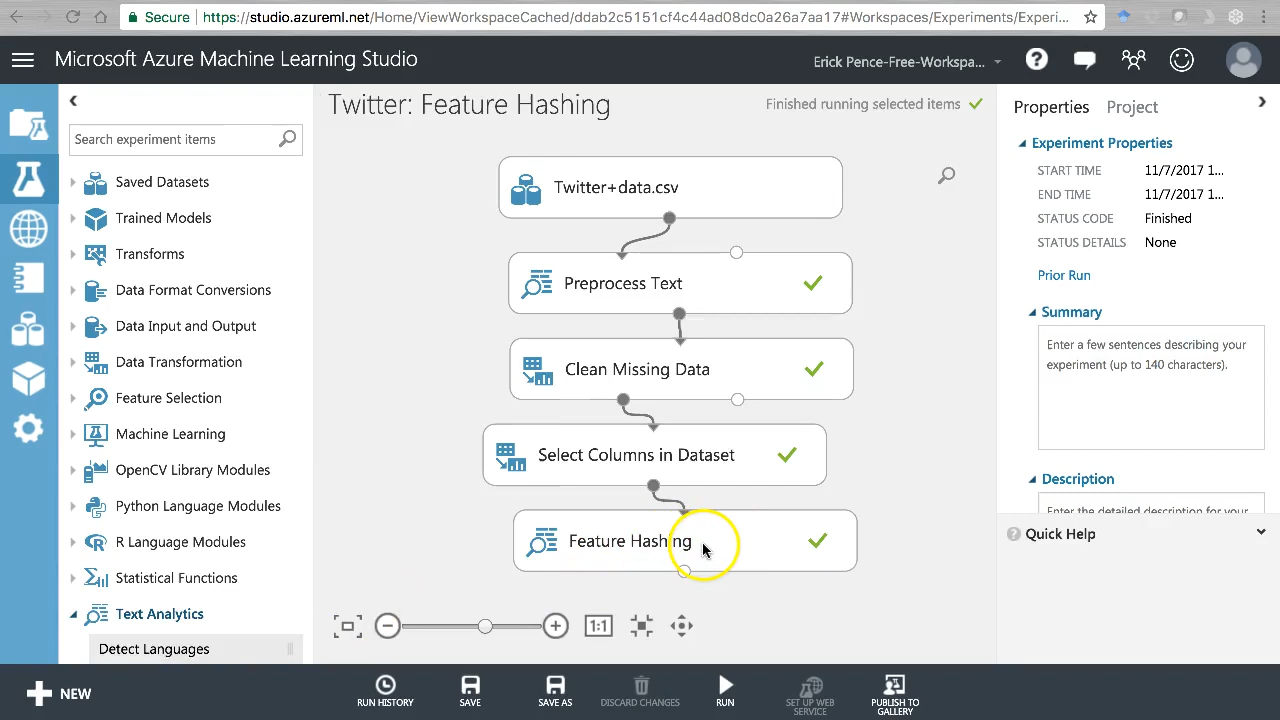 Secure
https://studio.azureml.net/Home/ViewWorkspaceCached/ddab2c5151cf4c44ad08dc0a26a7aa17#Workspaces/Experiments/Experi...
Microsoft Azure Machine Learning Studio
Erick Pence-Free-Workspa...
Search experiment items
Saved Datasets
Trained Models
Transforms
Data Format Conversions
Data Input and Output
Data Transformation
Feature Selection
Machine Learning
OpenCV Library Modules
Python Language Modules
R Language Modules
Statistical Functions
Text Analytics
Detect Languages
Twitter: Feature Hashing
Finished running selected items
Twitter+data.csv
Preprocess Text
Clean Missing Data
Select Columns in Dataset
Feature Hashing
1:1
Properties Project
Experiment Properties
START TIME 11/7/2017 1...
END TIME 11/7/2017 1...
STATUS CODE Finished
STATUS DETAILS None
Prior Run
Summary
Enter a few sentences describing your
experiment (up to 140 characters).
Description
Enter the detailed description for your
? Quick Help
NEW
RUN HISTORY
SAVE
SAVE AS
DISCARD CHANGES
RUN
SET UP WEB
SERVICE
PUBLISH TO
GALLERY